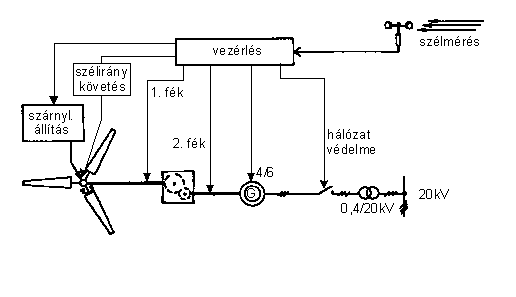 vezérlés
szélmérés
szélirány
követés
1. fék
szárnyl.
állítás
2. fék
hálózat
védelme
4/6
G
20kV
0,4/20kV